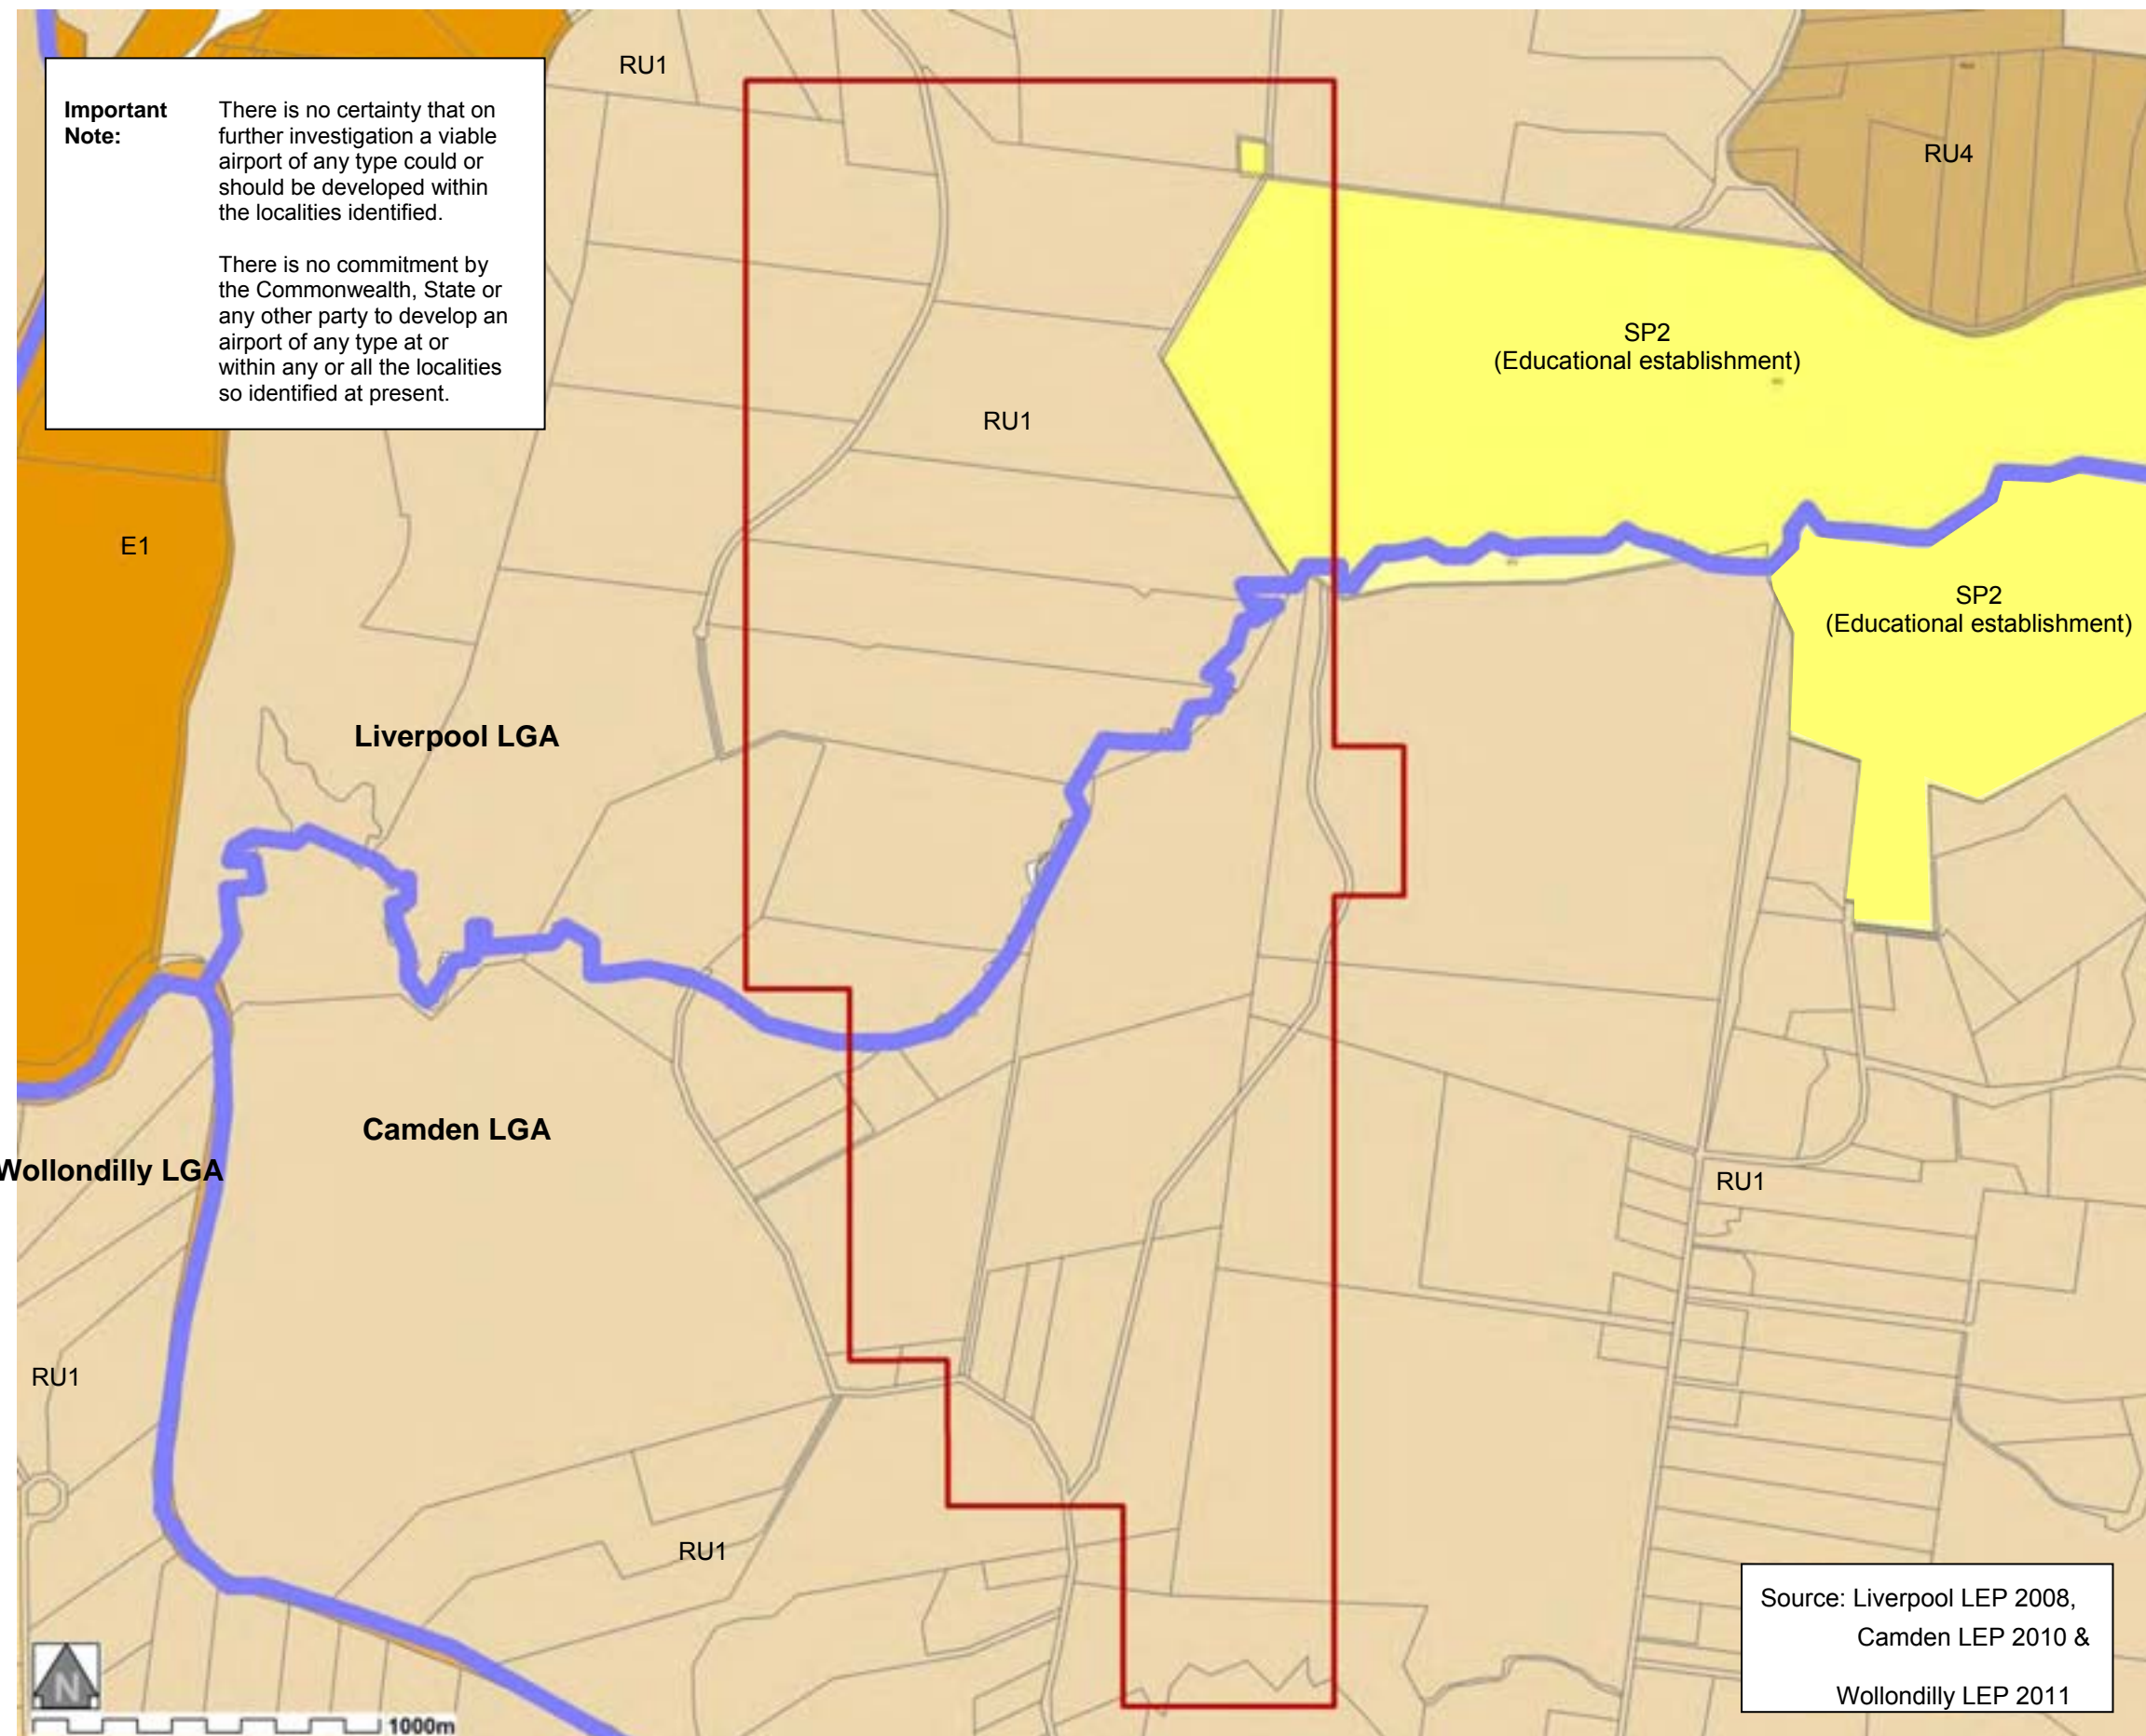 RU1
Important
Note:
There is no certainty that on
further investigation a viable
airport of any type could or
should be developed within
the localities identified.
There is no commitment by
the Commonwealth, State or
any other party to develop an
airport of any type at or
within any or all the localities
so identified at present.
RU4
SP2
(Educational establishment)
RU1
E1
SP2
(Educational establishment)
Liverpool LGA
Camden LGA
Wollondilly LGA
RU1
RU1
RU1
Source: Liverpool LEP 2008,
Camden LEP 2010 &
Wollondilly LEP 2011
N
1000m